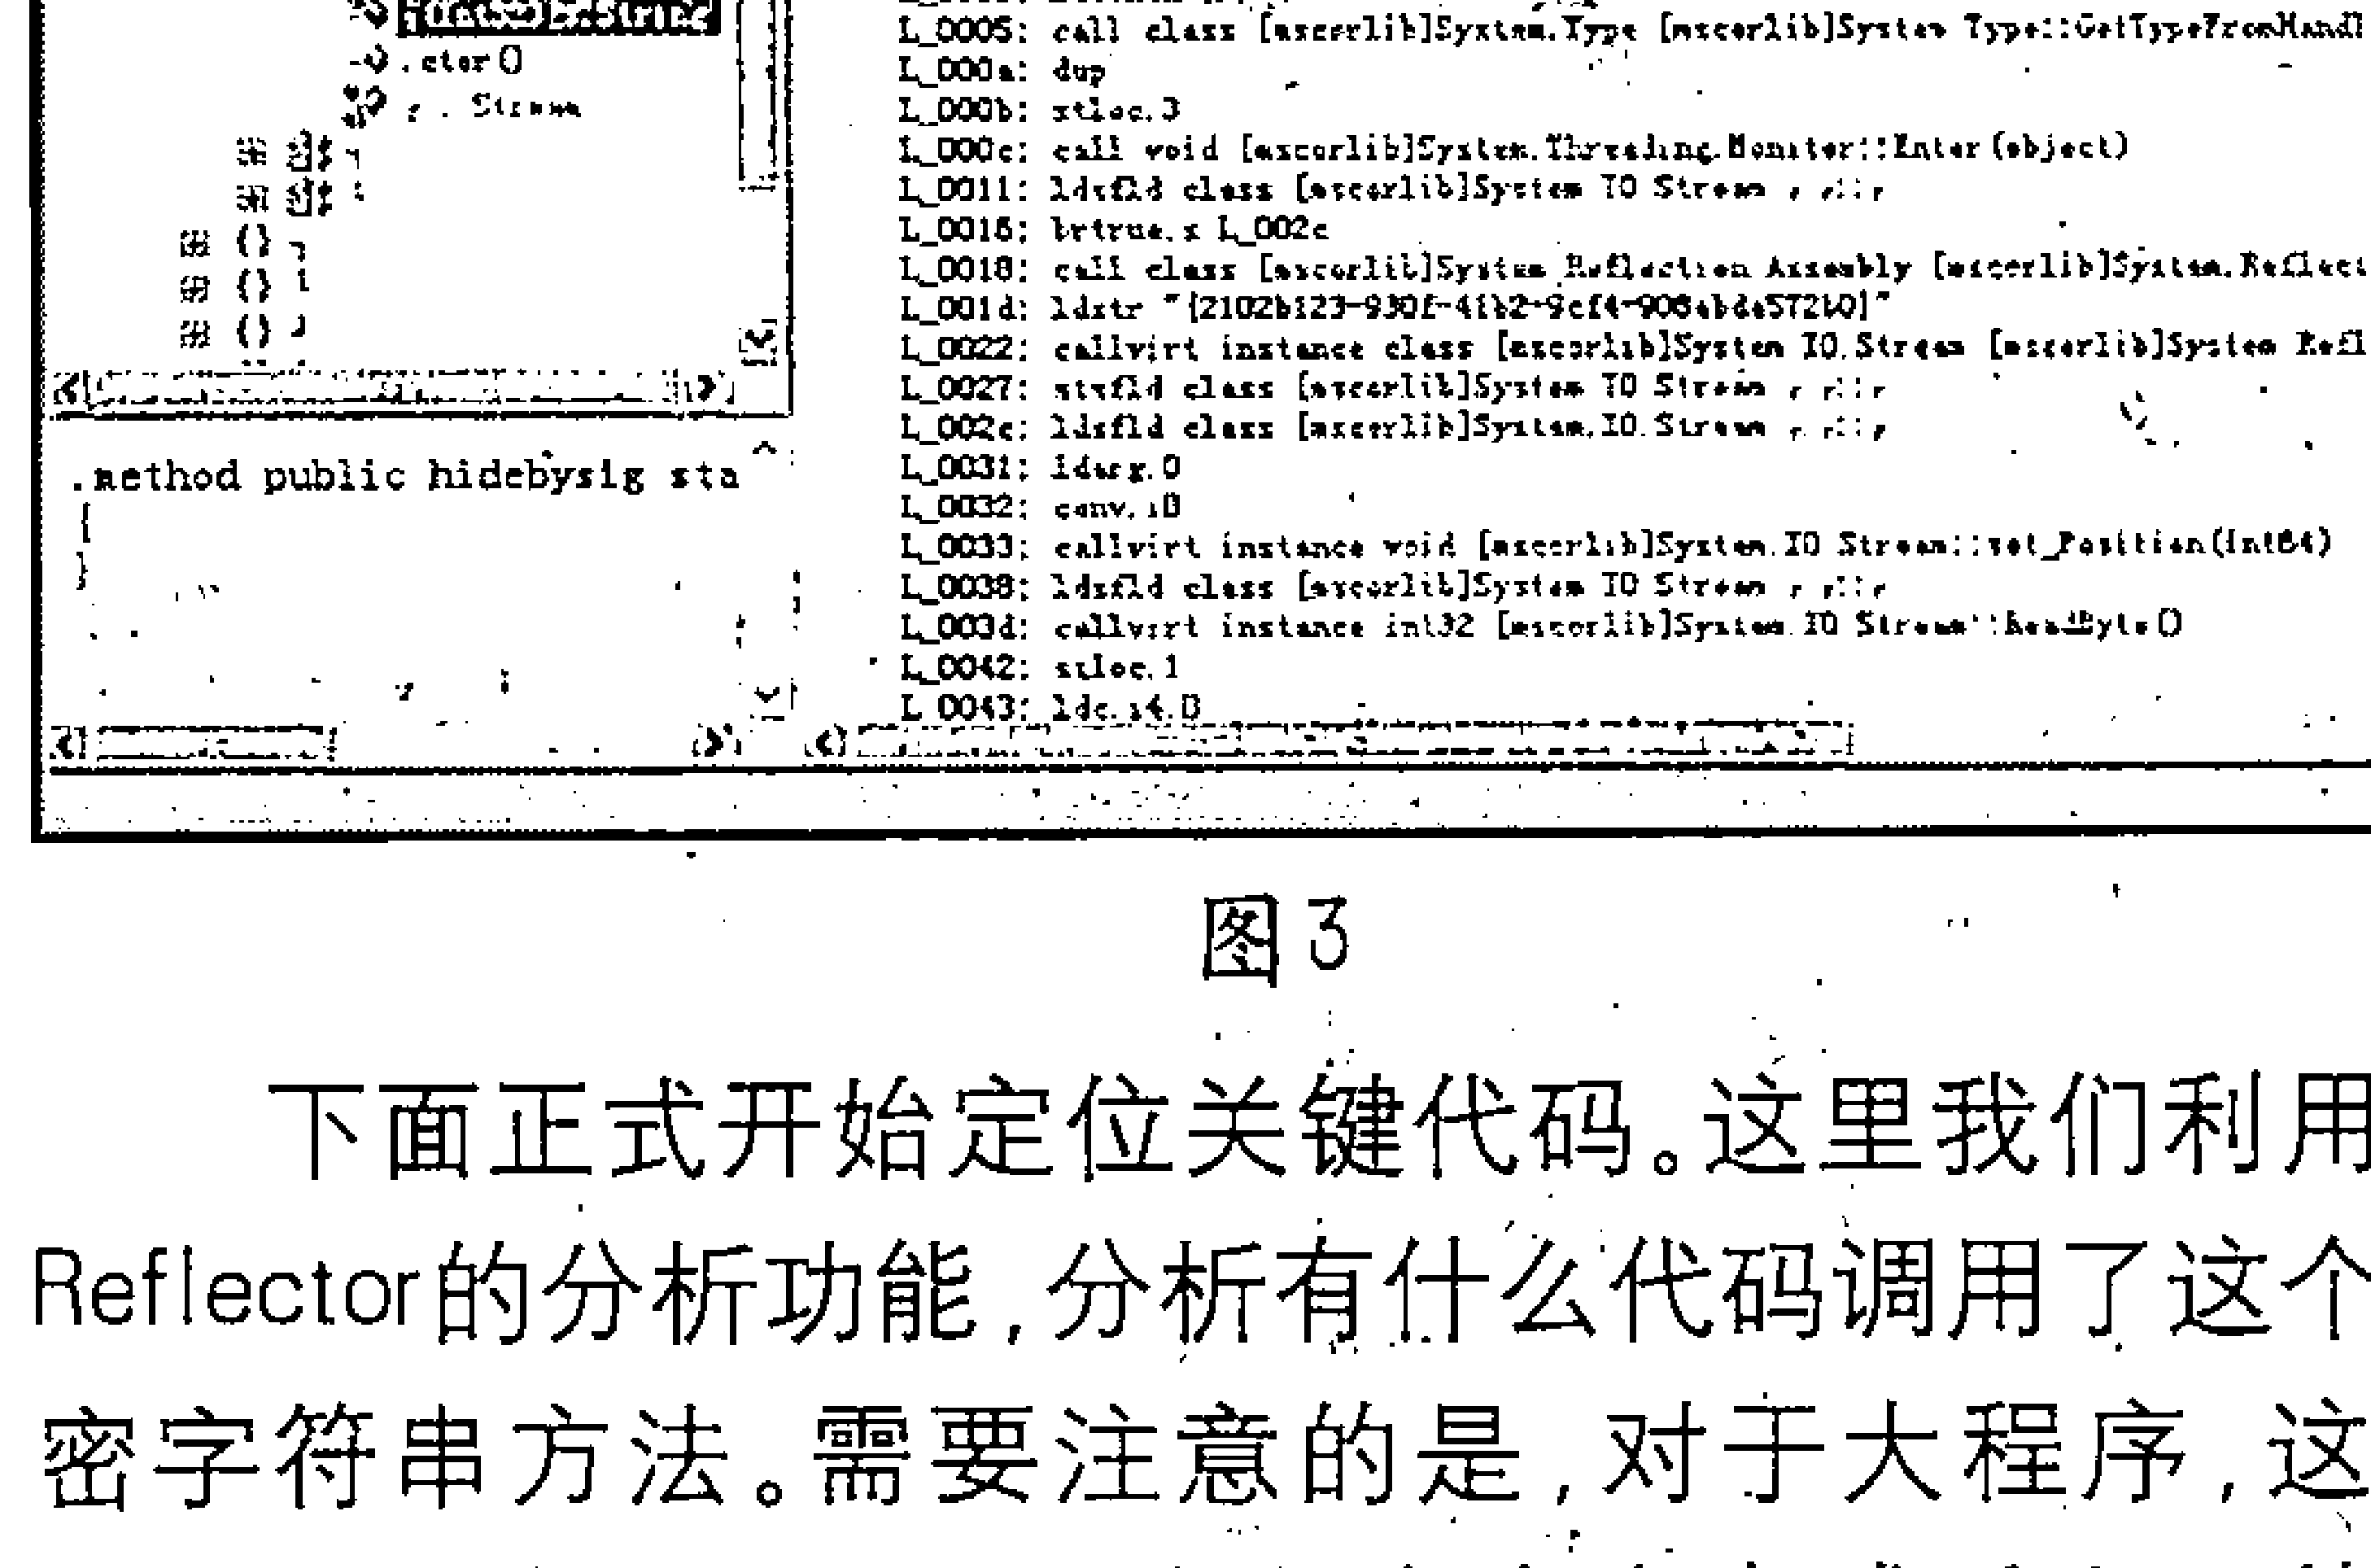 .ctor()
Stream
.method public hidebysig sta
{
}
L_0005: call class [mscorlib]System.Type [mscorlib]System.Type::GetTypeFromHandl
L_000a: dup
L_000b: stloc.3
L_000c: call void [mscorlib]System.Threading.Monitor::Enter(object)
L_0011: ldsfld class [mscorlib]System.IO.Stream
L_0016: brtrue.s L_002c
L_0018: call class [mscorlib]System.Reflection.Assembly [mscorlib]System.Reflect
L_001d: ldstr
L_0022: callvirt instance class [mscorlib]System.IO.Stream [mscorlib]System.Refl
L_0027: stsfld class [mscorlib]System.IO.Stream
L_002c: ldsfld class [mscorlib]System.IO.Stream
L_0031: ldarg.0
L_0032: conv.i8
L_0033: callvirt instance void [mscorlib]System.IO.Stream::set_Position(int64)
L_0038: ldsfld class [mscorlib]System.IO.Stream
L_003d: callvirt instance int32 [mscorlib]System.IO.Stream::ReadByte()
L_0042: stloc.1
L_0043: ldc.i4.0
图3
下面正式开始定位关键代码。这里我们利用
Reflector的分析功能,分析有什么代码调用了这个
密字符串方法。需要注意的是,对于大程序,这